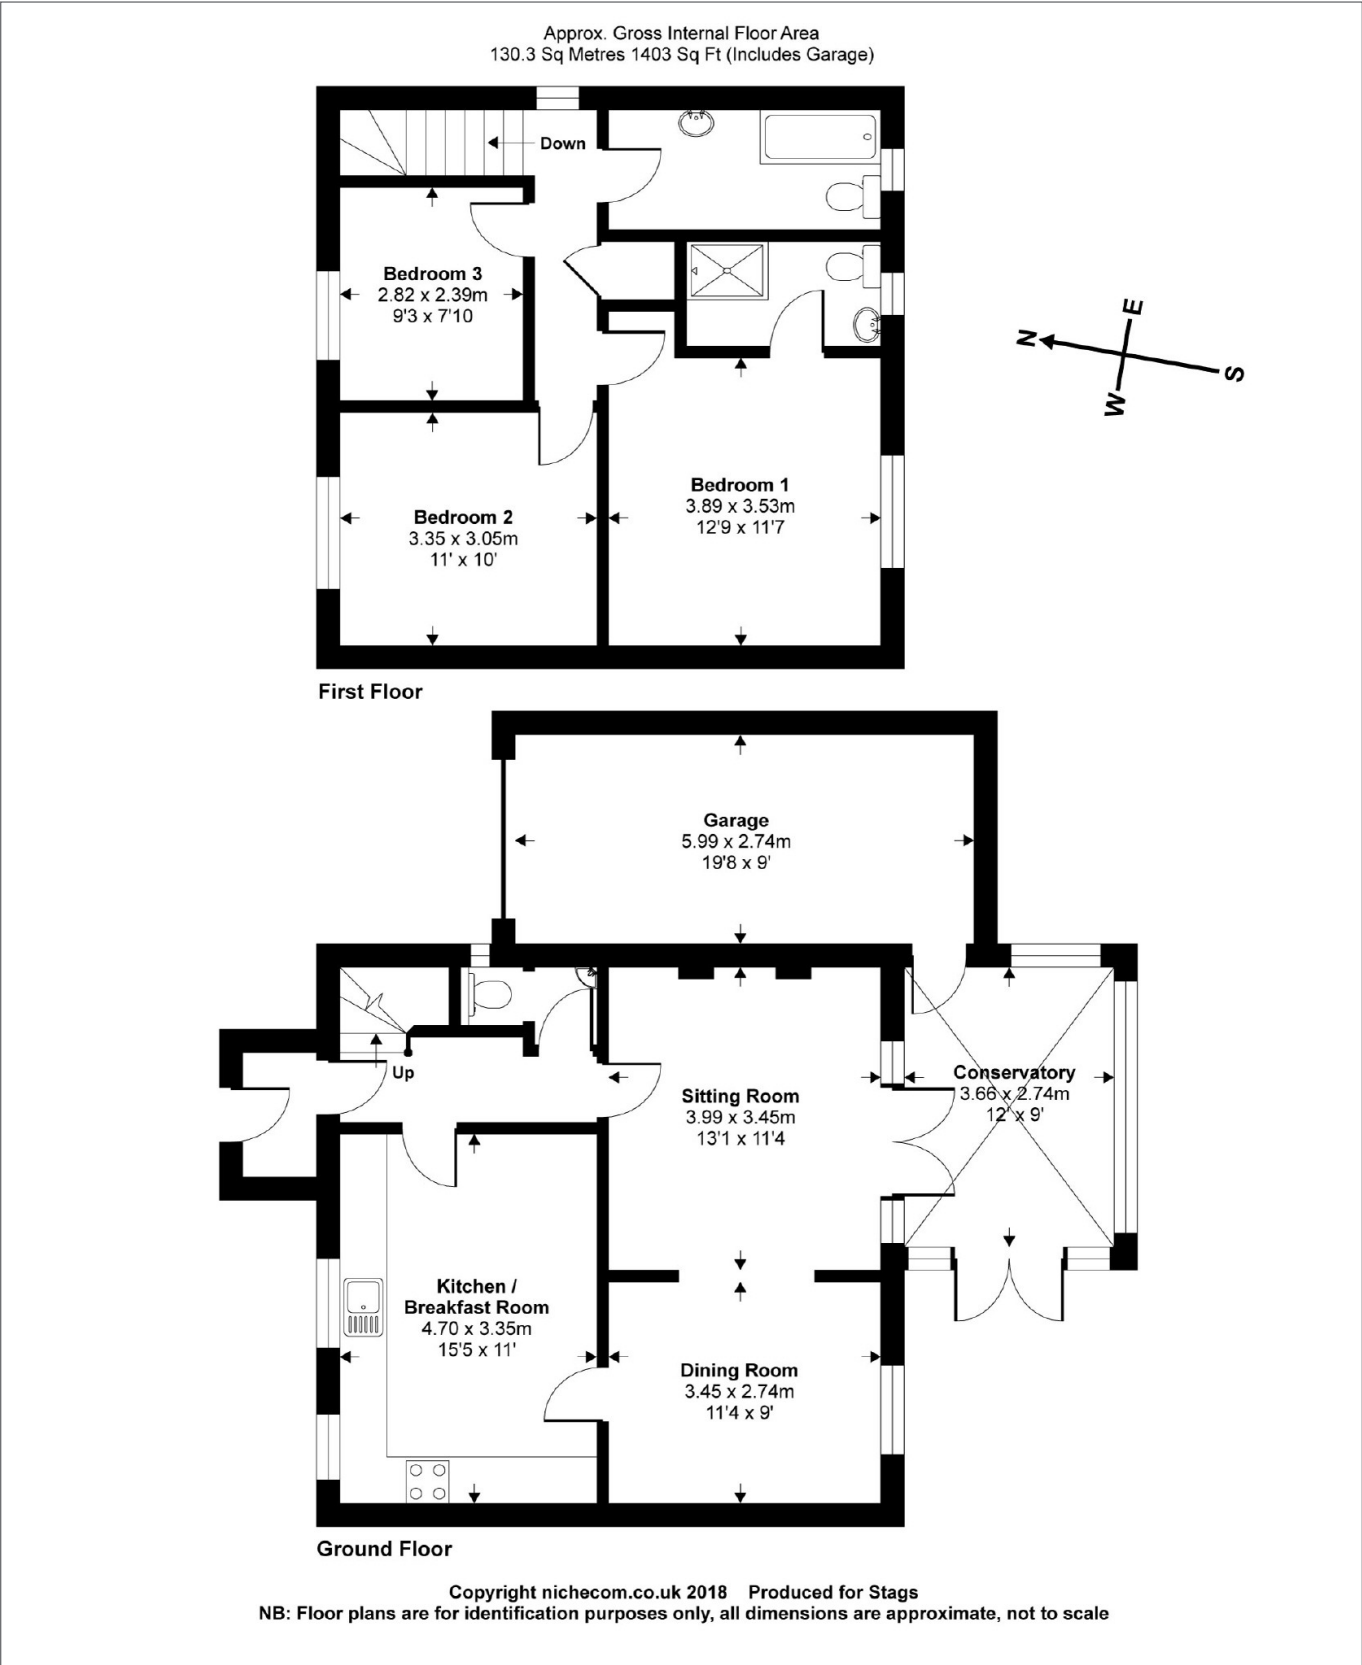 Approx. Gross Internal Floor Area
130.3 Sq Metres 1403 Sq Ft (Includes Garage)
Down
Bedroom 3
2.82 x 2.39m
9'3 x 7'10
N
E
S
W
Bedroom 2
3.35 x 3.05m
11' x 10'
Bedroom 1
3.89 x 3.53m
12'9 x 11'7
First Floor
Garage
5.99 x 2.74m
19'8 x 9'
Up
Sitting Room
3.99 x 3.45m
13'1 x 11'4
Conservatory
3.66 x 2.74m
12' x 9'
Kitchen /
Breakfast Room
4.70 x 3.35m
15'5 x 11'
Dining Room
3.45 x 2.74m
11'4 x 9'
Ground Floor
Copyright nichecom.co.uk 2018 Produced for Stags
NB: Floor plans are for identification purposes only, all dimensions are approximate, not to scale